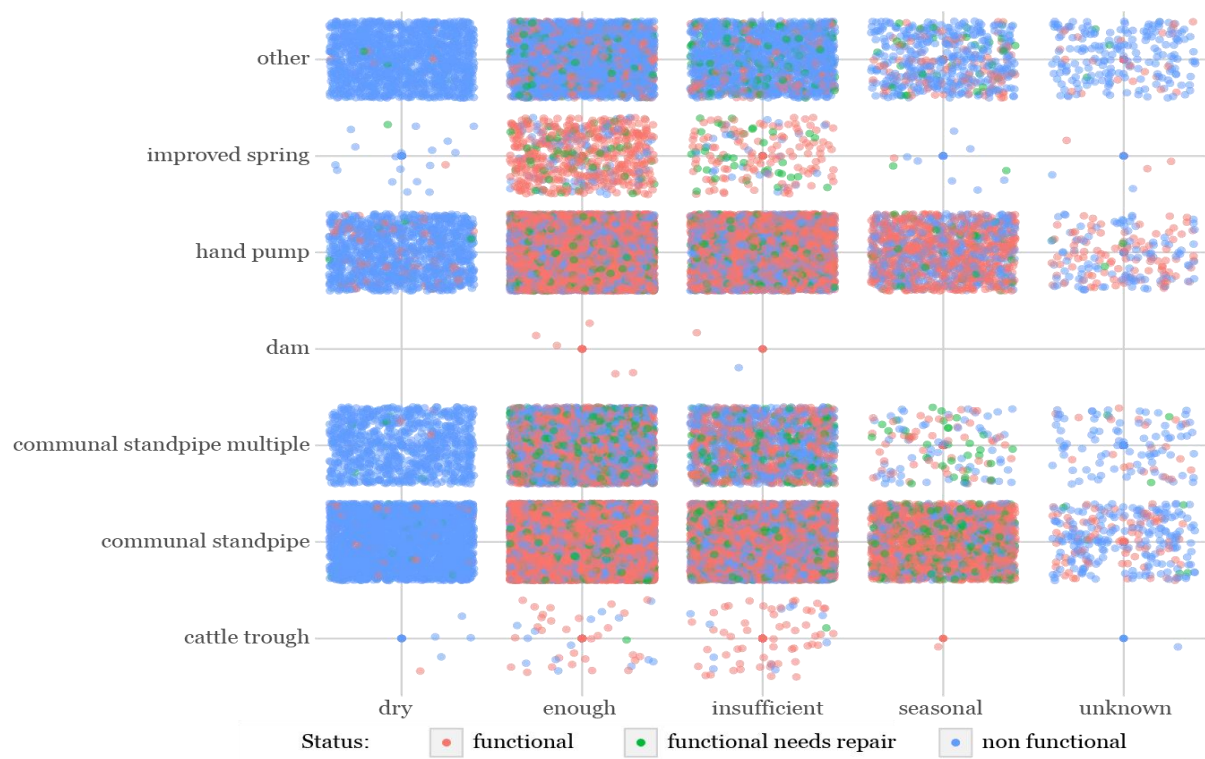 other
improved spring
hand pump
dam
communal standpipe multiple
communal standpipe
cattle trough
dry enough insufficient seasonal unknown
Status: functional functional needs repair non functional